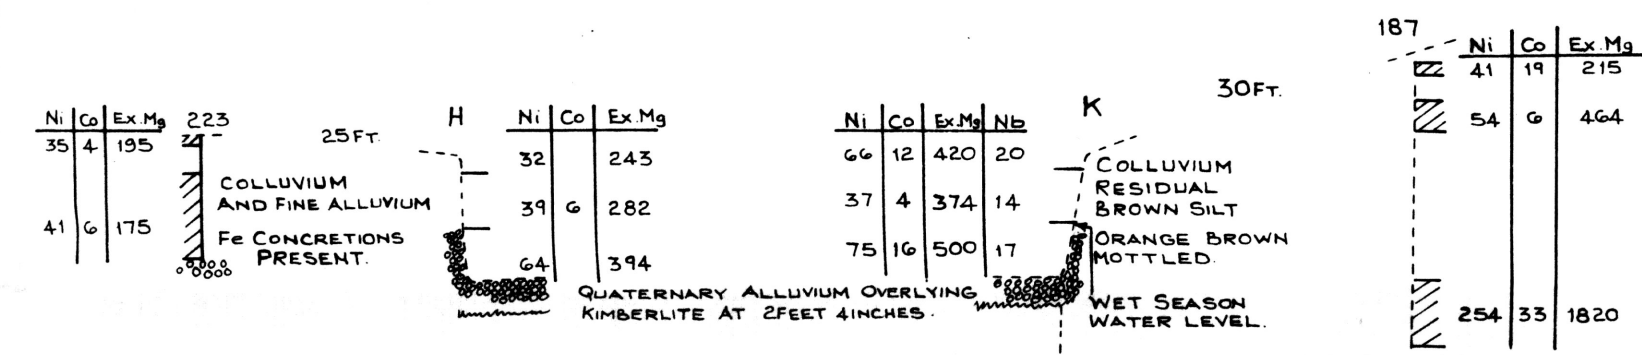 Ni Co Ex.Mg 223
35 4 195
41 6 175
COLLUVIUM
AND FINE ALLUVIUM
Fe CONCRETIONS
PRESENT.
25 FT.
H
Ni Co Ex.Mg
32 243
39 6 282
64 394
QUATERNARY ALLUVIUM OVERLYING
KIMBERLITE AT 2FEET 4INCHES.
Ni Co Ex.Mg Nb
66 12 420 20
37 4 374 14
75 16 500 17
K
COLLUVIUM
RESIDUAL
BROWN SILT
ORANGE BROWN
MOTTLED.
WET SEASON
WATER LEVEL.
30FT.
187
Ni Co Ex.Mg
41 19 215
54 6 464
254 33 1820